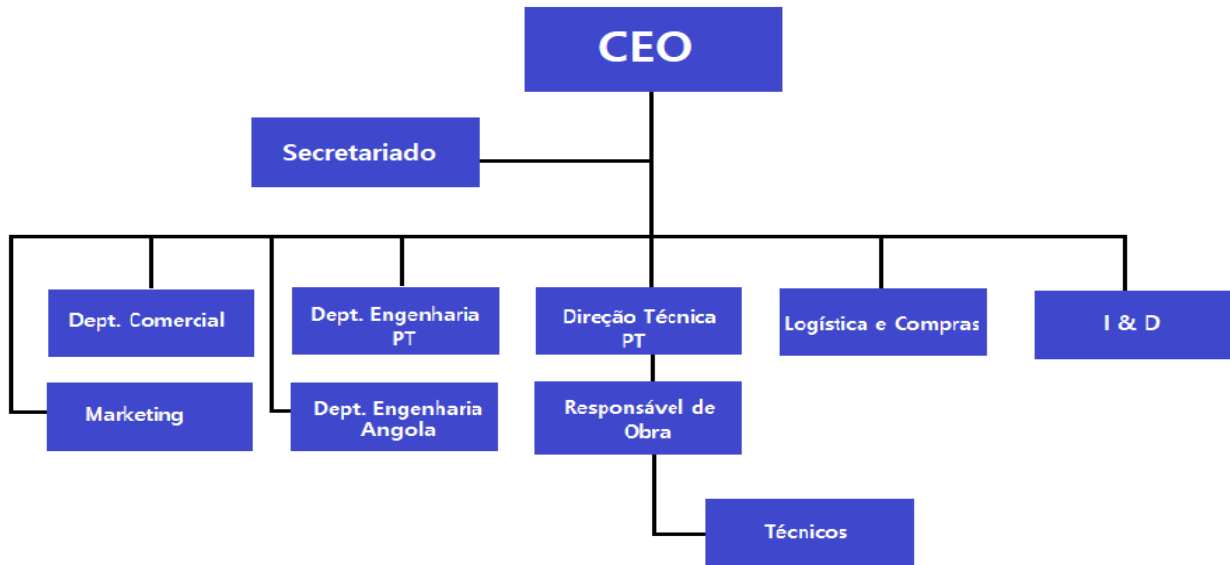 CEO
Secretariado
Dept. Comercial
Dept. Engenharia
PT
Direção Técnica
PT
Logística e Compras
I & D
Marketing
Dept. Engenharia
Angola
Responsável de
Obra
Técnicos